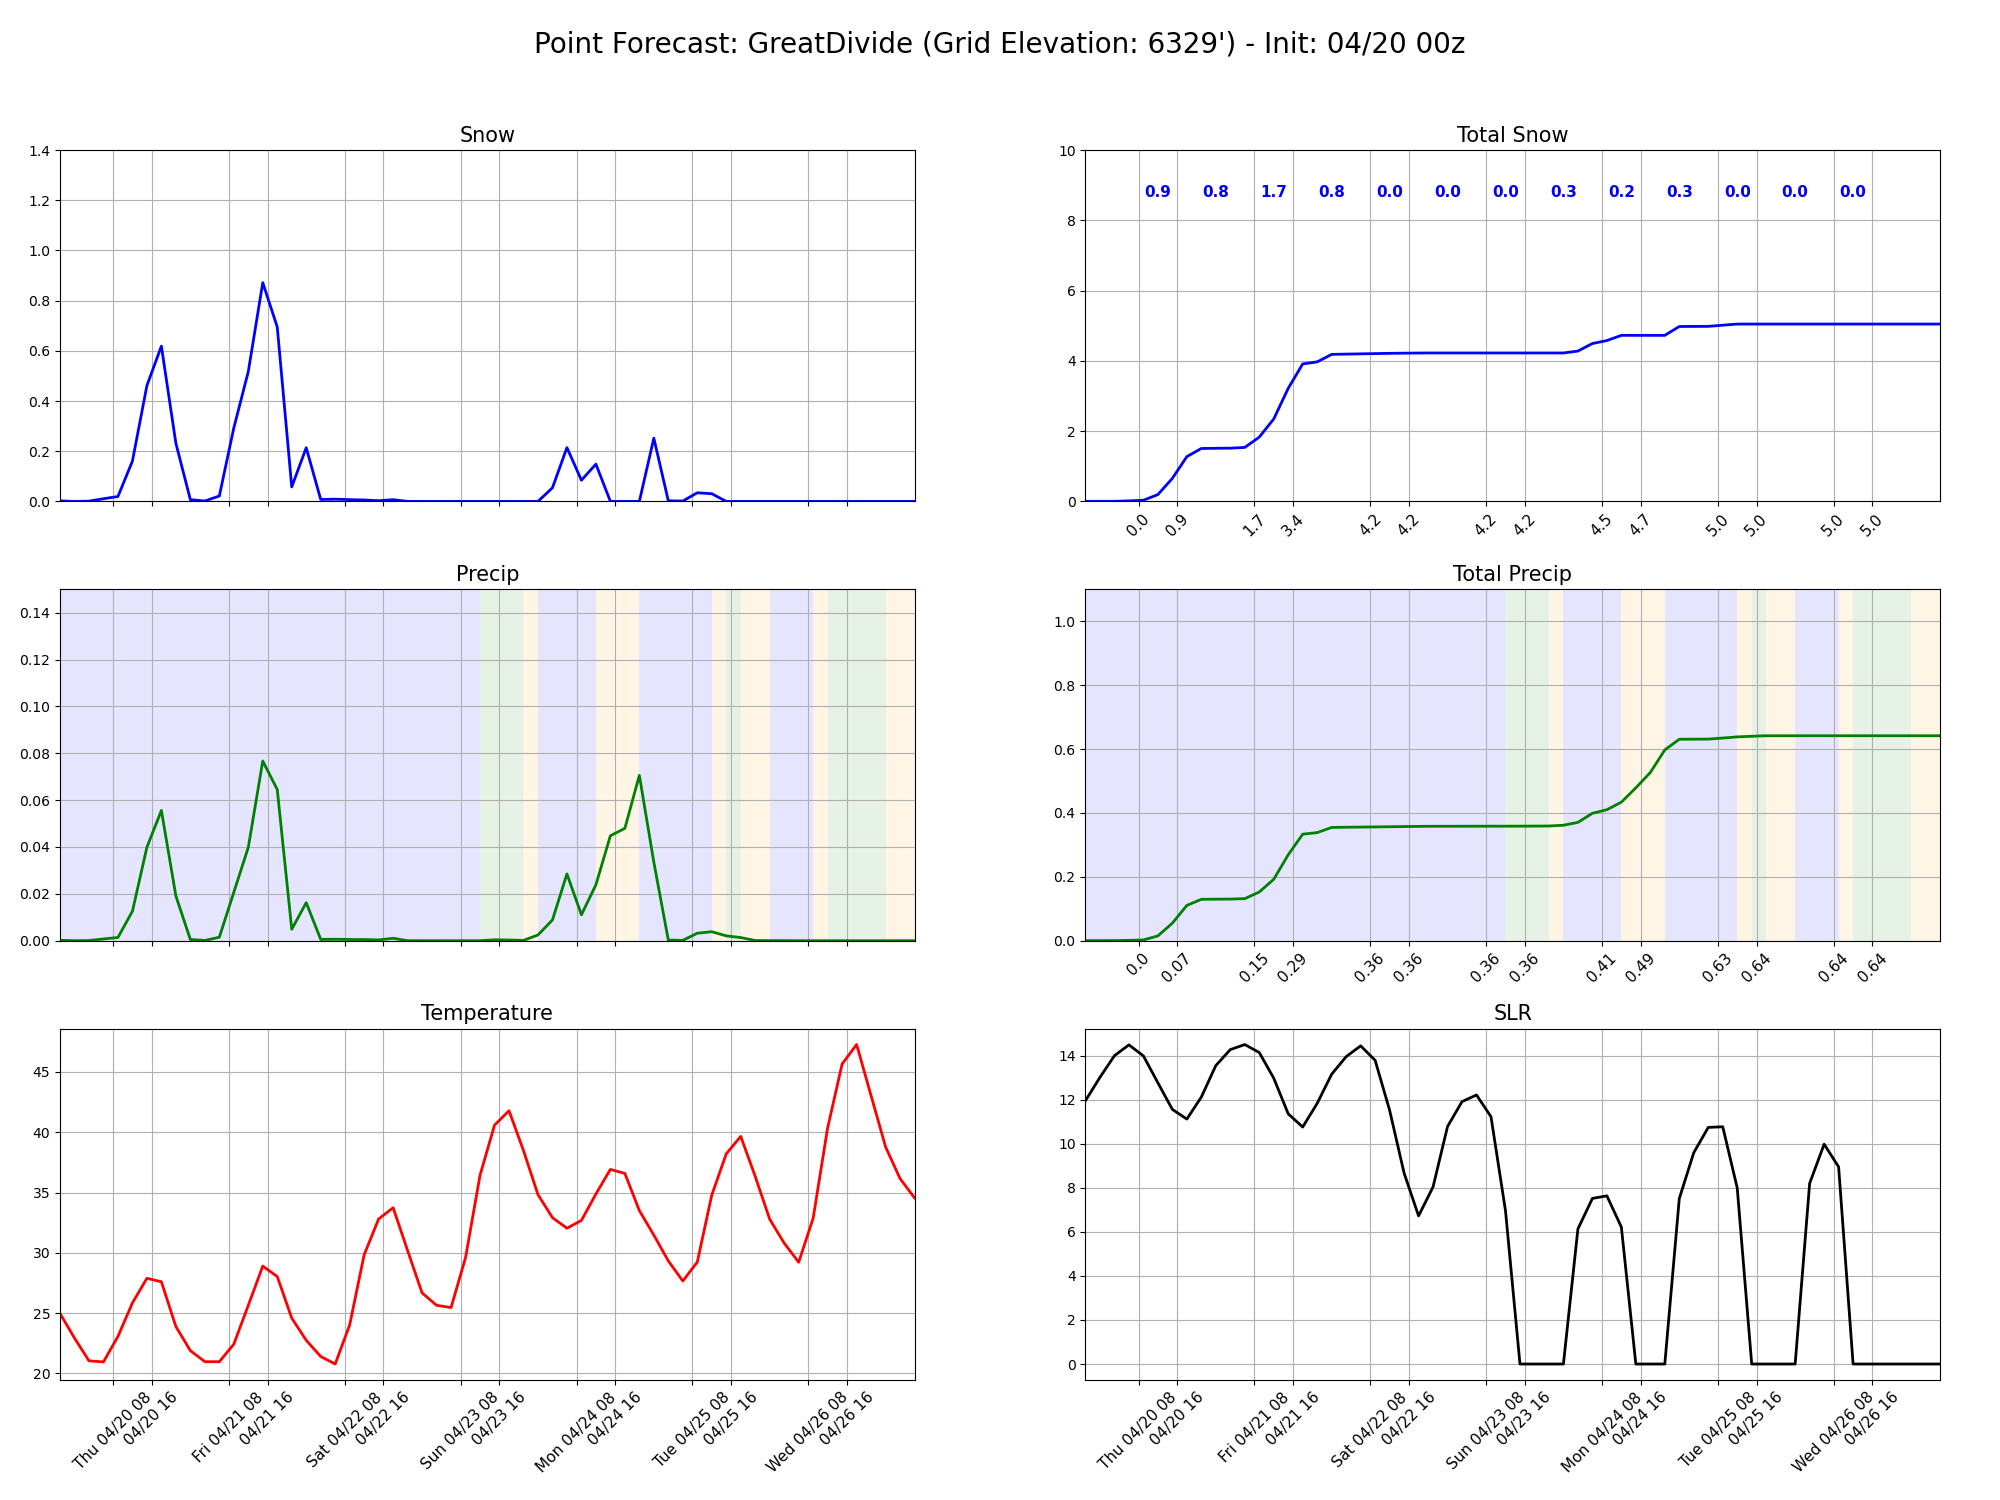 Point Forecast: GreatDivide (Grid Elevation: 6329') - Init: 04/20 00z
Snow
1.4
1.2
1.0
0.8
0.6
0.4
0.2
0.0
Total Snow
10
8
6
4
2
0
0.9 0.8 1.7 0.8 0.0 0.0 0.0 0.3 0.2 0.3 0.0 0.0 0.0
0.0 0.9 1.7 3.4 4.2 4.2 4.2 4.2 4.5 4.7 5.0 5.0 5.0 5.0
Precip
0.14
0.12
0.10
0.08
0.06
0.04
0.02
0.00
Total Precip
1.0
0.8
0.6
0.4
0.2
0.0
0.0 0.07 0.15 0.29 0.36 0.36 0.36 0.36 0.41 0.49 0.63 0.64 0.64 0.64
Temperature
45
40
35
30
25
20
Thu 04/20 08
04/20 16
Fri 04/21 08
04/21 16
Sat 04/22 08
04/22 16
Sun 04/23 08
04/23 16
Mon 04/24 08
04/24 16
Tue 04/25 08
04/25 16
Wed 04/26 08
04/26 16
SLR
14
12
10
8
6
4
2
0
Thu 04/20 08
04/20 16
Fri 04/21 08
04/21 16
Sat 04/22 08
04/22 16
Sun 04/23 08
04/23 16
Mon 04/24 08
04/24 16
Tue 04/25 08
04/25 16
Wed 04/26 08
04/26 16